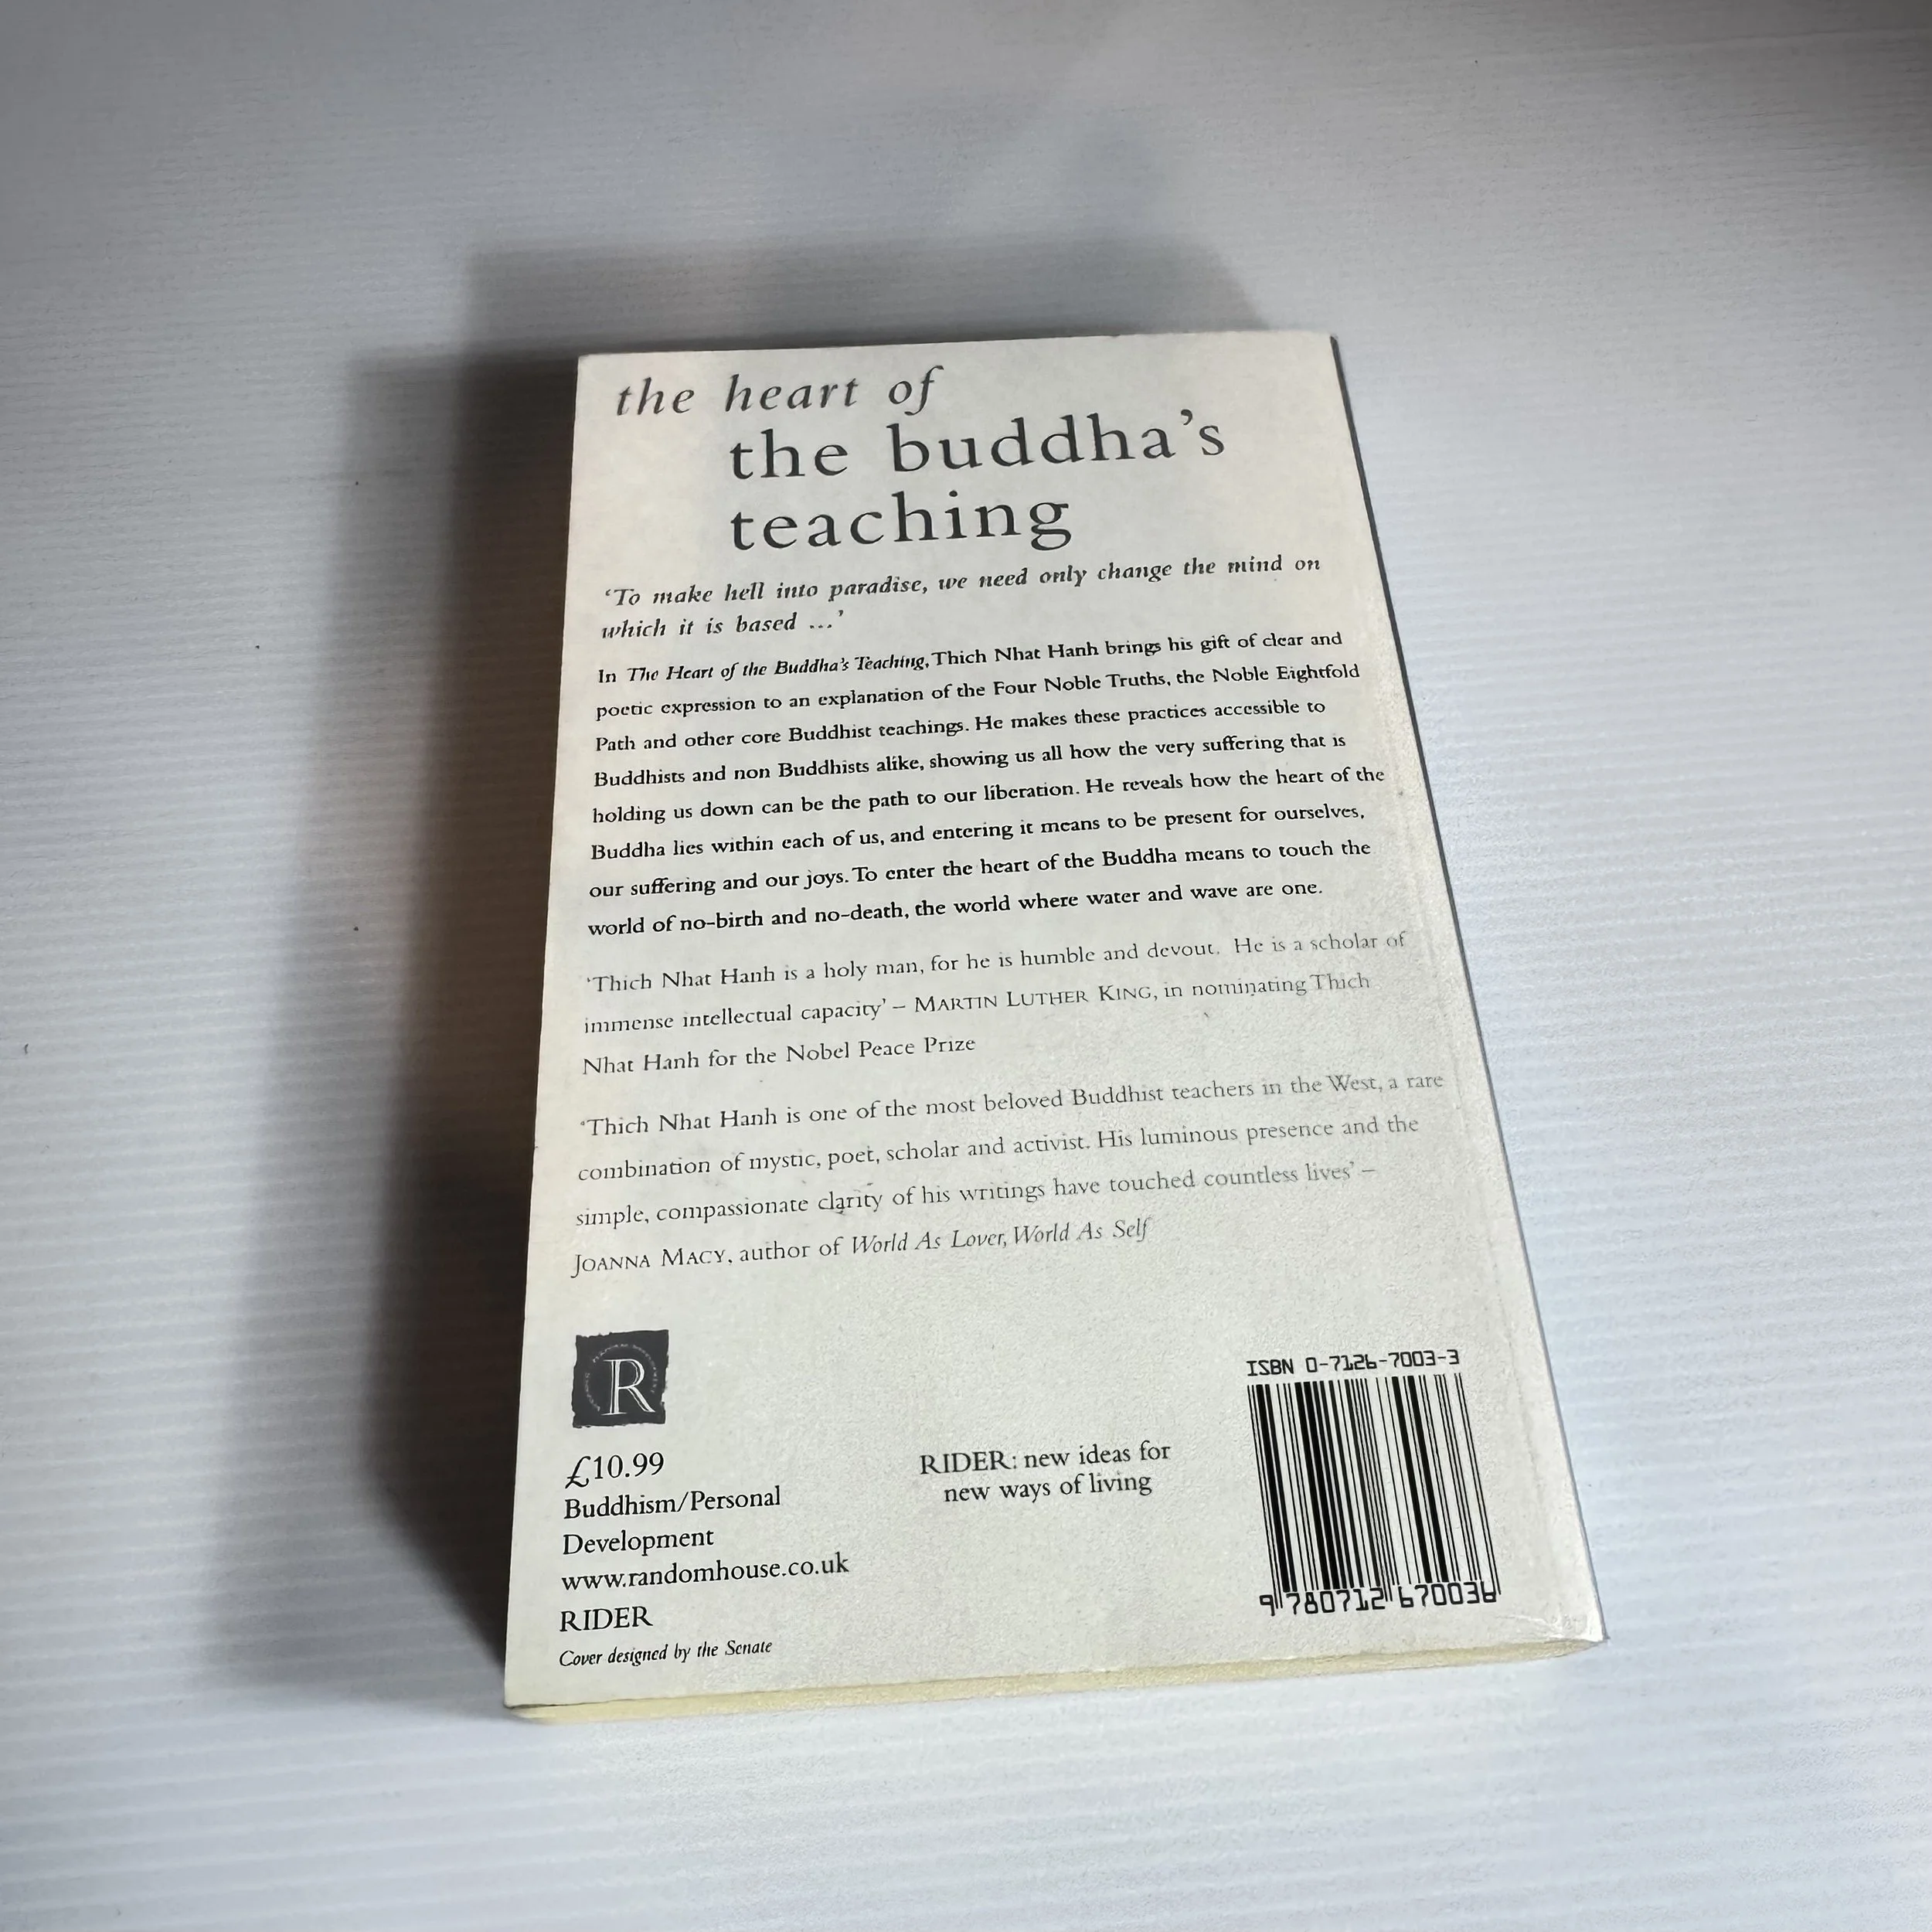 the heart of
the buddha's
teaching
'To make hell into paradise, we need only change the mind on
which it is based ...'
In The Heart of the Buddha's Teaching, Thich Nhat Hanh brings his gift of clear and
poetic expression to an explanation of the Four Noble Truths, the Noble Eightfold
Path and other core Buddhist teachings. He makes these practices accessible to
Buddhists and non Buddhists alike, showing us all how the very suffering that is
holding us down can be the path to our liberation. He reveals how the heart of the
Buddha lies within each of us, and entering it means to be present for ourselves,
our suffering and our joys. To enter the heart of the Buddha means to touch the
world of no-birth and no-death, the world where water and wave are one.
'Thich Nhat Hanh is a holy man, for he is humble and devout. He is a scholar of
immense intellectual capacity' – MARTIN LUTHER KING, in nominating Thich
Nhat Hanh for the Nobel Peace Prize
'Thich Nhat Hanh is one of the most beloved Buddhist teachers in the West, a rare
combination of mystic, poet, scholar and activist. His luminous presence and the
simple, compassionate clarity of his writings have touched countless lives' –
JOANNA MACY, author of World As Lover, World As Self
R
£10.99
Buddhism/Personal
Development
www.randomhouse.co.uk
RIDER
Cover designed by the Senate
RIDER: new ideas for
new ways of living
ISBN 0-7126-7003-3
9 780712 670036